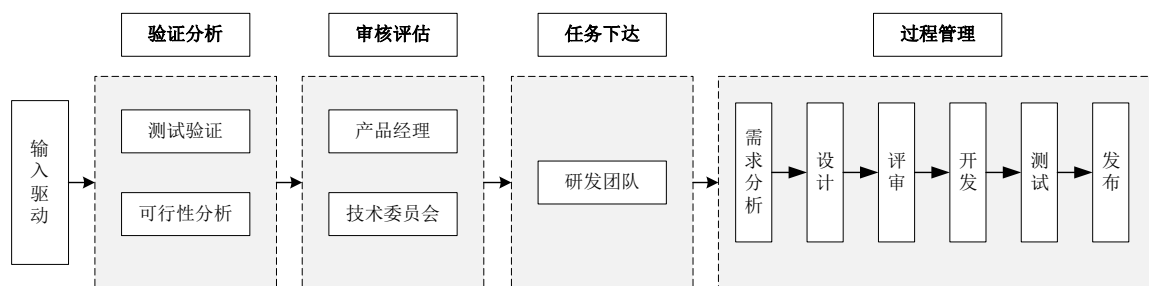 验证分析
审核评估
任务下达
过程管理
输入驱动
测试验证
可行性分析
产品经理
技术委员会
研发团队
需求分析
设计
评审
开发
测试
发布